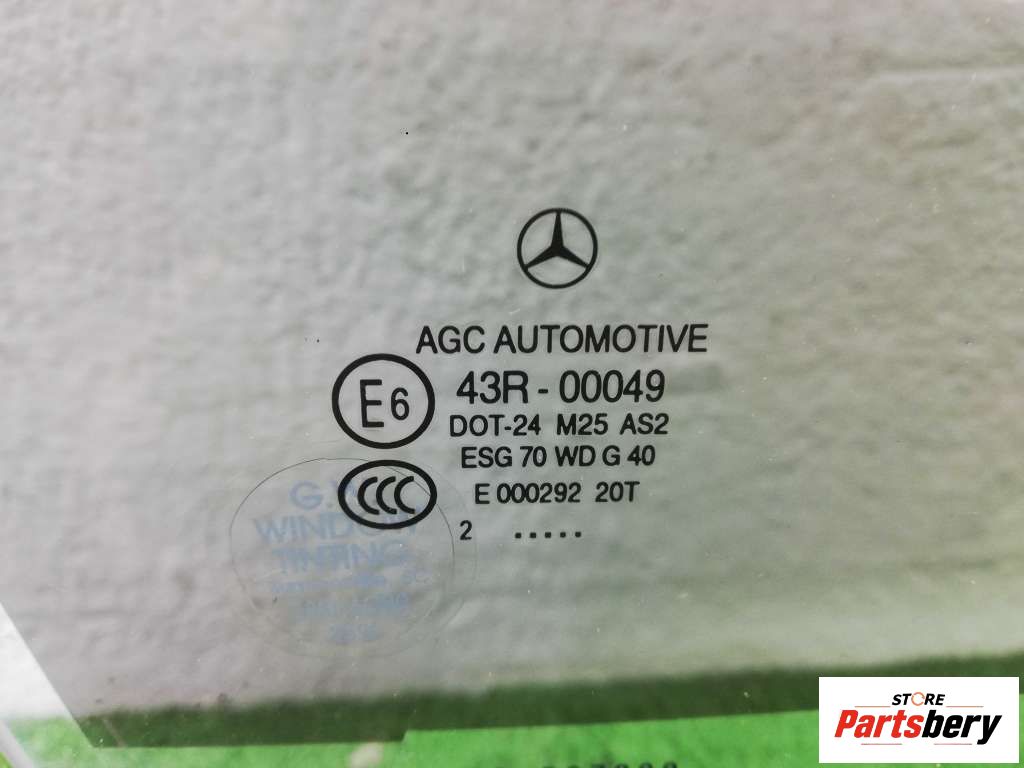 AGC AUTOMOTIVE
E6
43R - 00049
DOT-24 M25 AS2
ESG 70 WD G 40
CCC
E 000292 20T
2 .....
WINDOW
TINTING
STORE
Partsbery